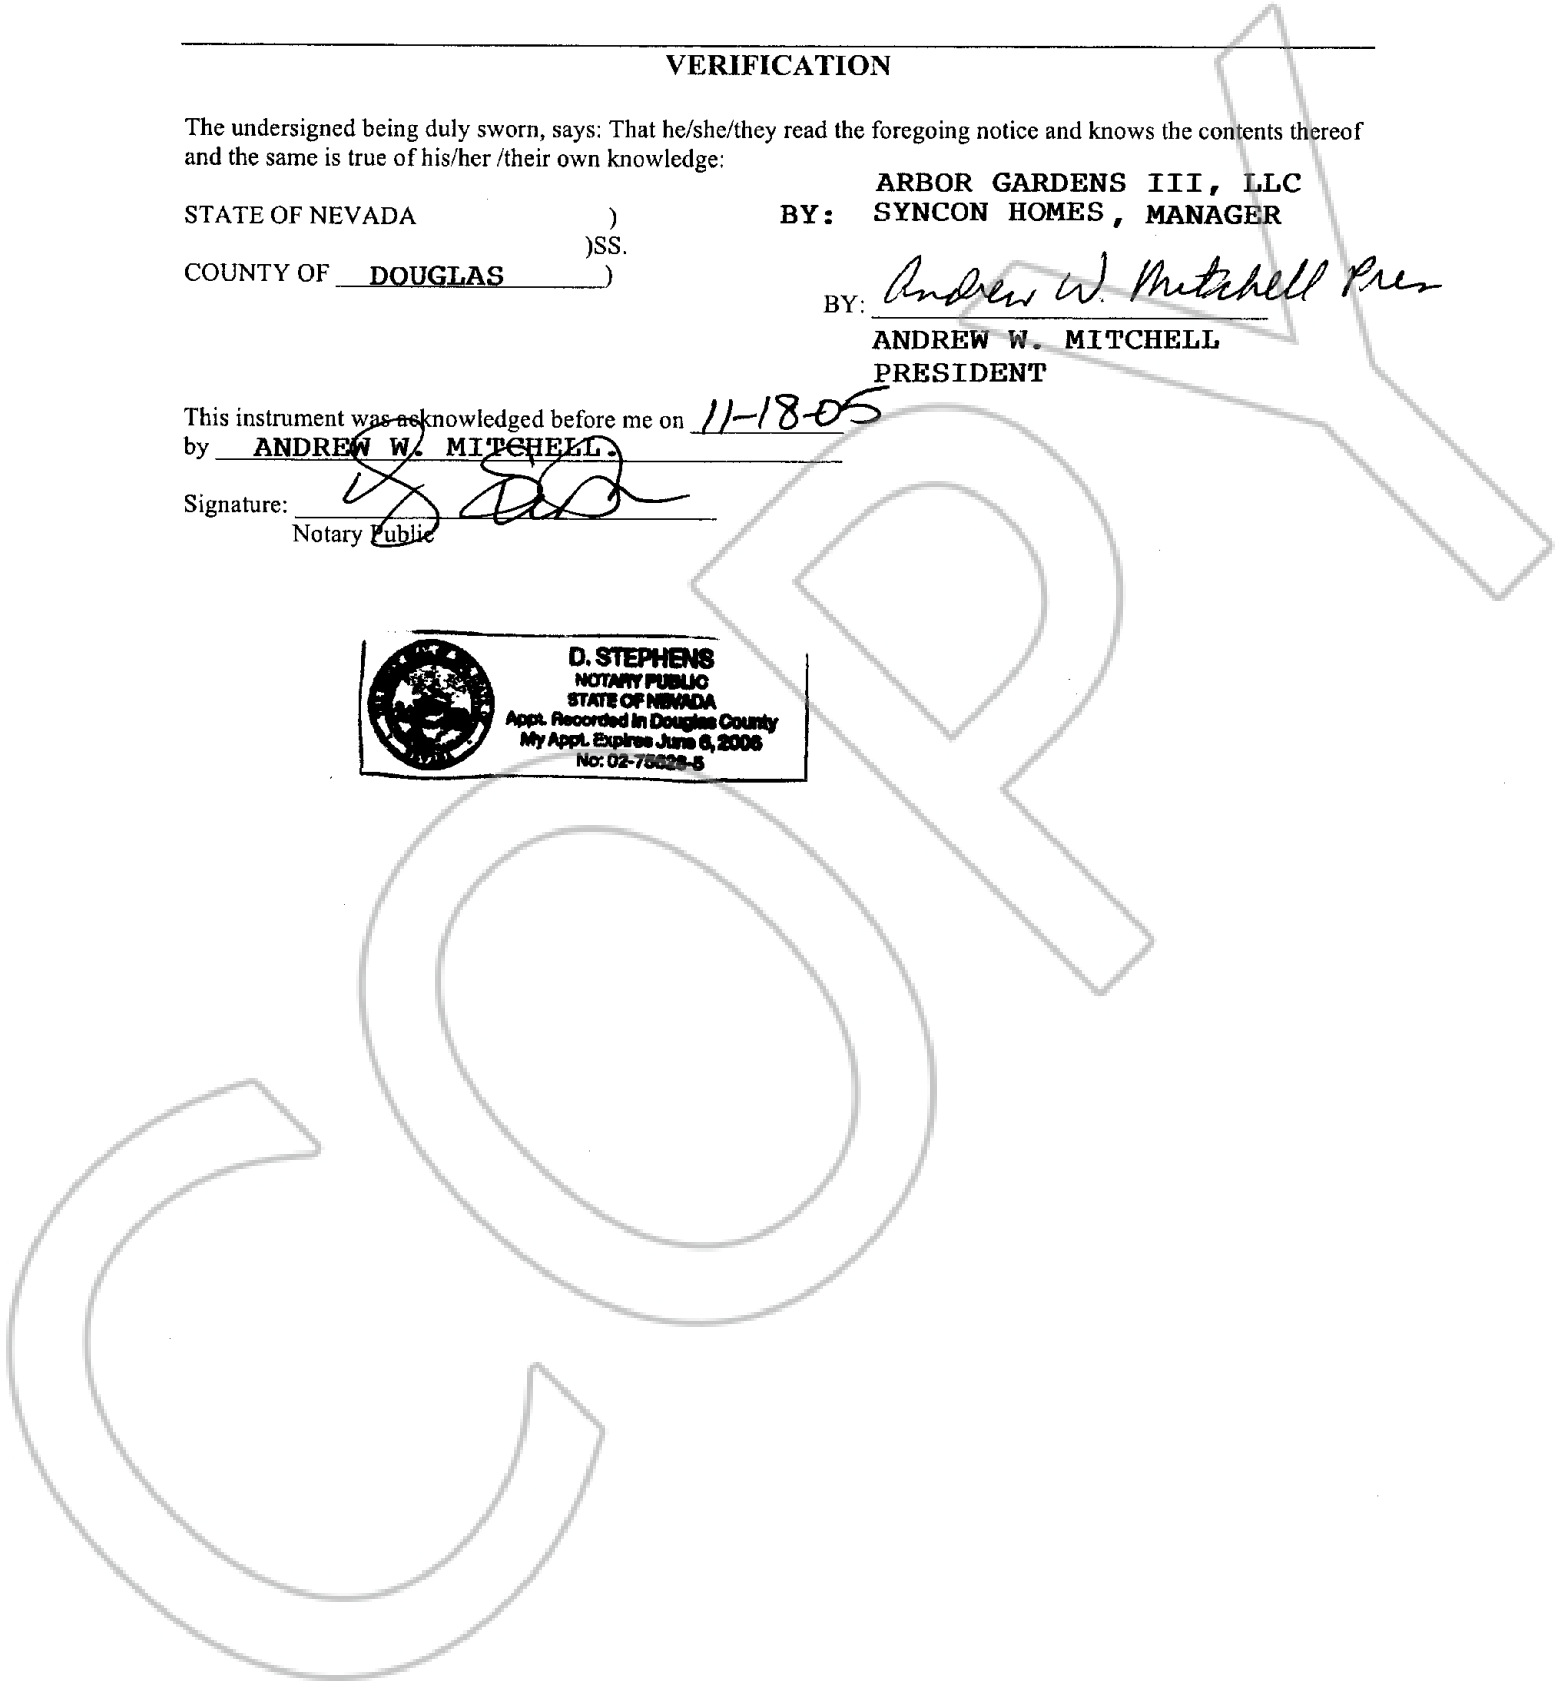 VERIFICATION
The undersigned being duly sworn, says: That he/she/they read the foregoing notice and knows the contents thereof
and the same is true of his/her /their own knowledge:
ARBOR GARDENS III, LLC
STATE OF NEVADA ) BY: SYNCON HOMES, MANAGER
)SS.
COUNTY OF DOUGLAS )
BY: Andrew W. Mitchell Pres
ANDREW W. MITCHELL
PRESIDENT
This instrument was acknowledged before me on 11-18-05
by ANDREW W. MITCHELL.
Signature:
Notary Public
D. STEPHENS
NOTARY PUBLIC
STATE OF NEVADA
Appt. Recorded in Douglas County
My Appt. Expires June 6, 2006
No: 02-75626-5
COPY